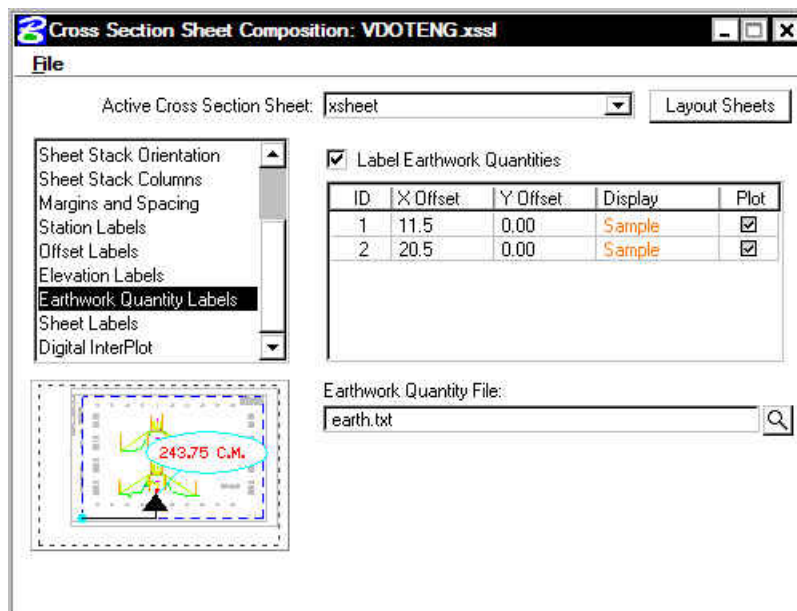 Cross Section Sheet Composition: VDOTENG.xssl
File
Active Cross Section Sheet: xsheet Layout Sheets
Sheet Stack Orientation
Sheet Stack Columns
Margins and Spacing
Station Labels
Offset Labels
Elevation Labels
Earthwork Quantity Labels
Sheet Labels
Digital InterPlot
Label Earthwork Quantities
ID X Offset Y Offset Display Plot
1 11.5 0.00 Sample
2 20.5 0.00 Sample
243.75 C.M.
Earthwork Quantity File:
earth.txt